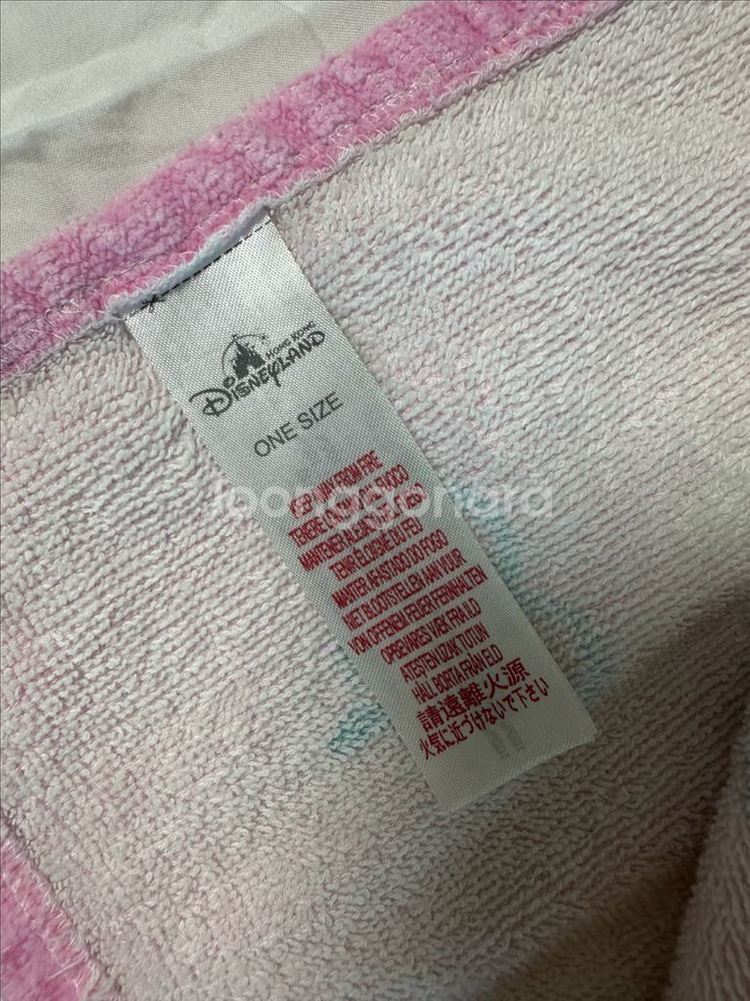 HONG KONG
DISNEYLAND
ONE SIZE
KEEP AWAY FROM FIRE
TENERE LONTANO FUOCO
MANTENER ALEJADO FUEGO
TENIR ÉLOIGNÉ DU FEU
MANTER AFASTADO DO FOGO
NIET BLOOTSTELLEN AAN VUUR
VON OFFENEM FEUER FERNHALTEN
OPBEVARES VÆK FRA ILD
ATEŞTEN UZAK TUTUN
HÅLL BORTA FRÅN ELD
請遠離火源
火気に近づけないで下さい
loonggonara